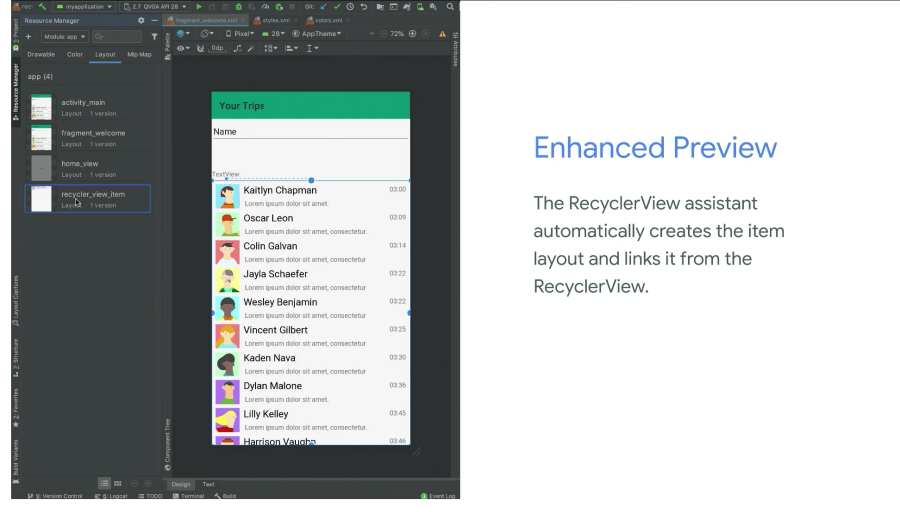 myapplication
2.7 QVGA API 28
Git:
Resource Manager
fragment_welcome.xml
styles.xml
colors.xml
Module: app
Pixel
28
AppTheme
72%
0dp
Drawable
Color
Layout
Mip Map
app (4)
activity_main
Layout | 1 version
fragment_welcome
Layout | 1 version
home_view
Layout | 1 version
recycler_view_item
Layout | 1 version
Project
Resource Manager
Layout Captures
Z: Structure
2: Favorites
Build Variants
Palette
Component Tree
Attributes
Your Trips
Name
TextView
Kaitlyn Chapman 03:00
Lorem ipsum dolor sit amet.
Oscar Leon 03:09
Lorem ipsum dolor sit amet, consectetur.
Colin Galvan 03:14
Lorem ipsum dolor sit amet, consectetur
Jayla Schaefer 03:22
Lorem ipsum dolor sit amet, consectetur
Wesley Benjamin 03:22
Lorem ipsum dolor sit amet, consectetur
Vincent Gilbert 03:25
Lorem ipsum dolor sit amet, consectetur
Kaden Nava 03:30
Lorem ipsum dolor sit amet, consectetur
Dylan Malone 03:36
Lorem ipsum dolor sit amet.
Lilly Kelley 03:45
Lorem ipsum dolor sit amet, consectetur.
Harrison Vaughn 03:46
Design
Text
9: Version Control
6: Logcat
TODO
Terminal
Build
Event Log
Enhanced Preview
The RecyclerView assistant
automatically creates the item
layout and links it from the
RecyclerView.